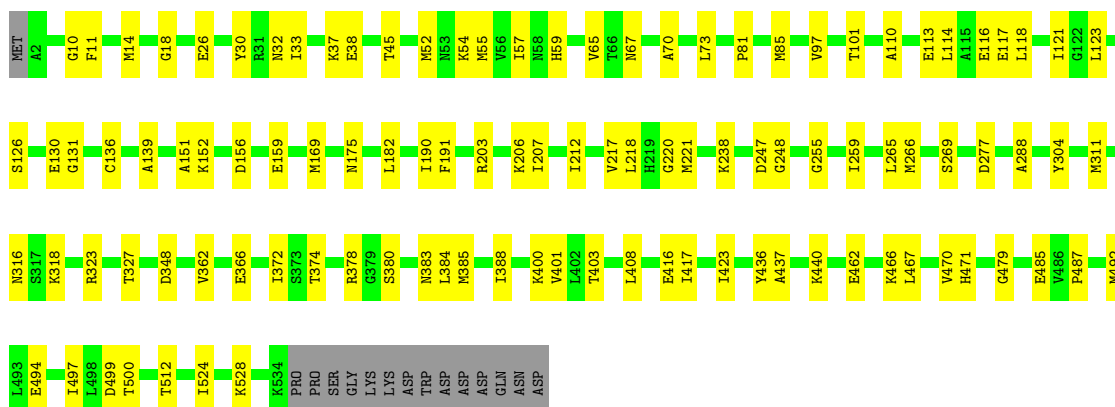 MET A2 G10 F11 M14 G18 E26 Y30 R31 N32 I33 K37 E38 T45 M52 N53 K54 M55 V56 I57 N58 H59 V65 T66 N67 A70 L73 P81 M85 V97 T101 A110 E113 L114 A115 E116 E117 L118 I121 G122 L123
S126 E130 G131 C136 A139 A151 K152 D156 E159 M169 N175 L182 I190 F191 R203 K206 I207 I212 V217 L218 H219 G220 M221 K238 D247 G248 G255 I259 L265 M266 S269 D277 A288 Y304 M311
N316 S317 K318 R323 T327 D348 V362 E366 I372 S373 T374 R378 G379 S380 N383 L384 M385 I388 K400 V401 L402 T403 L408 E416 I417 I423 Y436 A437 K440 E462 K466 L467 V470 H471 G479 E485 V486 P487 M492
L493 E494 I497 L498 D499 T500 T512 I524 K528 K534 PRO PRO SER GLY LYS LYS ASP TRP ASP ASP ASP GLN ASN ASP